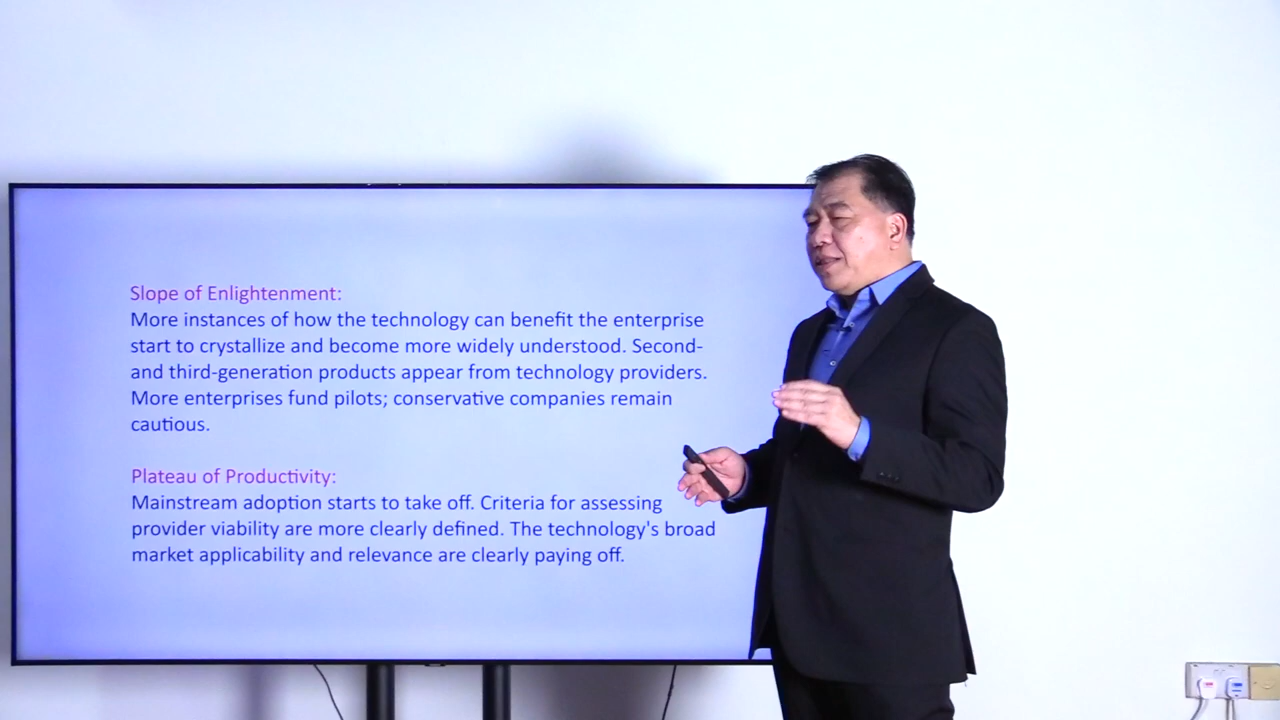 Slope of Enlightenment:
More instances of how the technology can benefit the enterprise
start to crystallize and become more widely understood. Second-
and third-generation products appear from technology providers.
More enterprises fund pilots; conservative companies remain
cautious.
Plateau of Productivity:
Mainstream adoption starts to take off. Criteria for assessing
provider viability are more clearly defined. The technology's broad
market applicability and relevance are clearly paying off.